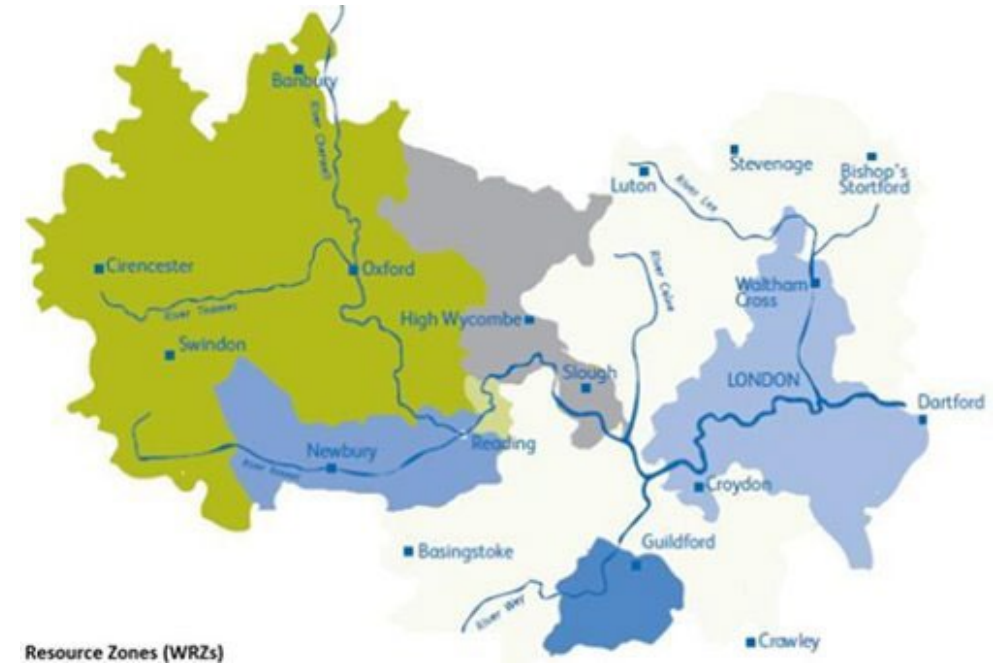 Banbury
River Cherwell
Stevenage
Bishop's
Stortford
Luton
River Lee
Cirencester
Oxford
River Thames
River Colne
Waltham
Cross
High Wycombe
Swindon
Slough
LONDON
Dartford
Newbury
Reading
River Kennet
Croydon
Guildford
Basingstoke
River Wey
Crawley
Resource Zones (WRZs)